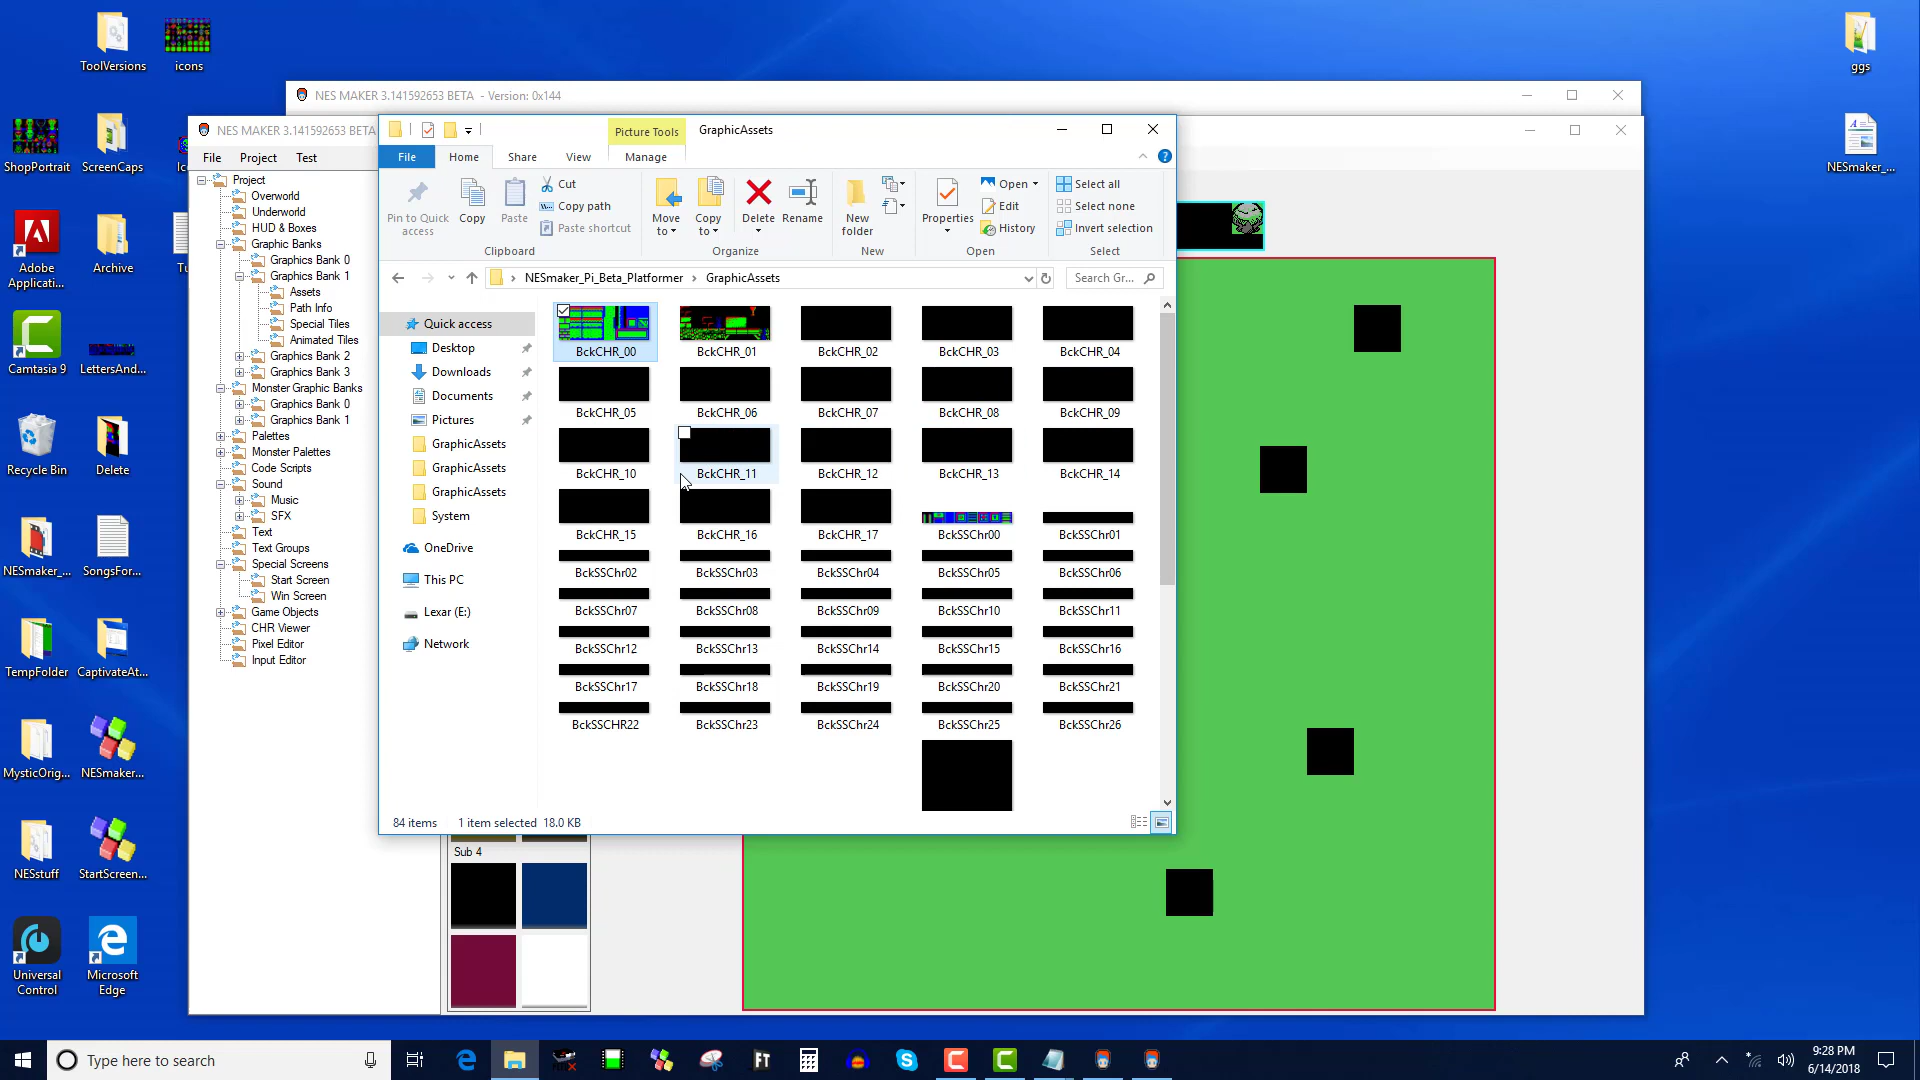 ToolVersions
icons
ShopPortrait
ScreenCaps
Adobe
Applicati...
Archive
Camtasia 9
LettersAnd...
Recycle Bin
Delete
NESmaker_...
SongsFor...
TempFolder
CaptivateAt...
MysticOrig...
NESmaker...
NESstuff
StartScreen...
Universal
Control
Microsoft
Edge
ggs
NESmaker_...
NES MAKER 3.141592653 BETA - Version: 0x144
NES MAKER 3.141592653 BETA
File Project Test
Project
Overworld
Underworld
HUD & Boxes
Graphic Banks
Graphics Bank 0
Graphics Bank 1
Assets
Path Info
Special Tiles
Animated Tiles
Graphics Bank 2
Graphics Bank 3
Monster Graphic Banks
Graphics Bank 0
Graphics Bank 1
Palettes
Monster Palettes
Code Scripts
Sound
Music
SFX
Text
Text Groups
Special Screens
Start Screen
Win Screen
Game Objects
CHR Viewer
Pixel Editor
Input Editor
Picture Tools GraphicAssets
File Home Share View Manage
Pin to Quick
access
Copy
Paste
Cut
Copy path
Paste shortcut
Clipboard
Move
to
Copy
to
Delete
Rename
Organize
New
folder
New
Properties
Open
Edit
History
Open
Select all
Select none
Invert selection
Select
NESmaker_Pi_Beta_Platformer GraphicAssets
Search Gr...
Quick access
Desktop
Downloads
Documents
Pictures
GraphicAssets
GraphicAssets
GraphicAssets
System
OneDrive
This PC
Lexar (E:)
Network
BckCHR_00 BckCHR_01 BckCHR_02 BckCHR_03 BckCHR_04
BckCHR_05 BckCHR_06 BckCHR_07 BckCHR_08 BckCHR_09
BckCHR_10 BckCHR_11 BckCHR_12 BckCHR_13 BckCHR_14
BckCHR_15 BckCHR_16 BckCHR_17 BckSSChr00 BckSSChr01
BckSSChr02 BckSSChr03 BckSSChr04 BckSSChr05 BckSSChr06
BckSSChr07 BckSSChr08 BckSSChr09 BckSSChr10 BckSSChr11
BckSSChr12 BckSSChr13 BckSSChr14 BckSSChr15 BckSSChr16
BckSSChr17 BckSSChr18 BckSSChr19 BckSSChr20 BckSSChr21
BckSSCHR22 BckSSChr23 BckSSChr24 BckSSChr25 BckSSChr26
84 items 1 item selected 18.0 KB
Sub 4
Type here to search
9:28 PM
6/14/2018